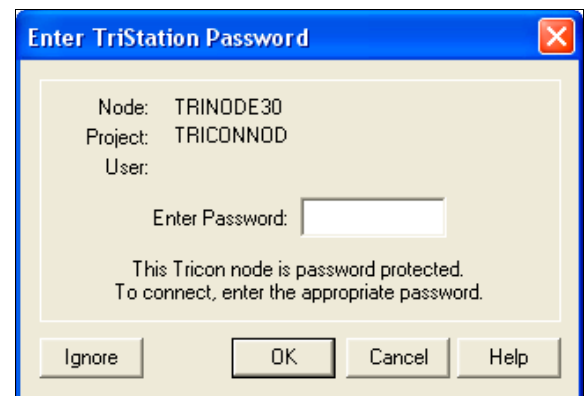 Enter TriStation Password
Node: TRINODE30
Project: TRICONNOD
User:
Enter Password:
This Tricon node is password protected.
To connect, enter the appropriate password.
Ignore OK Cancel Help